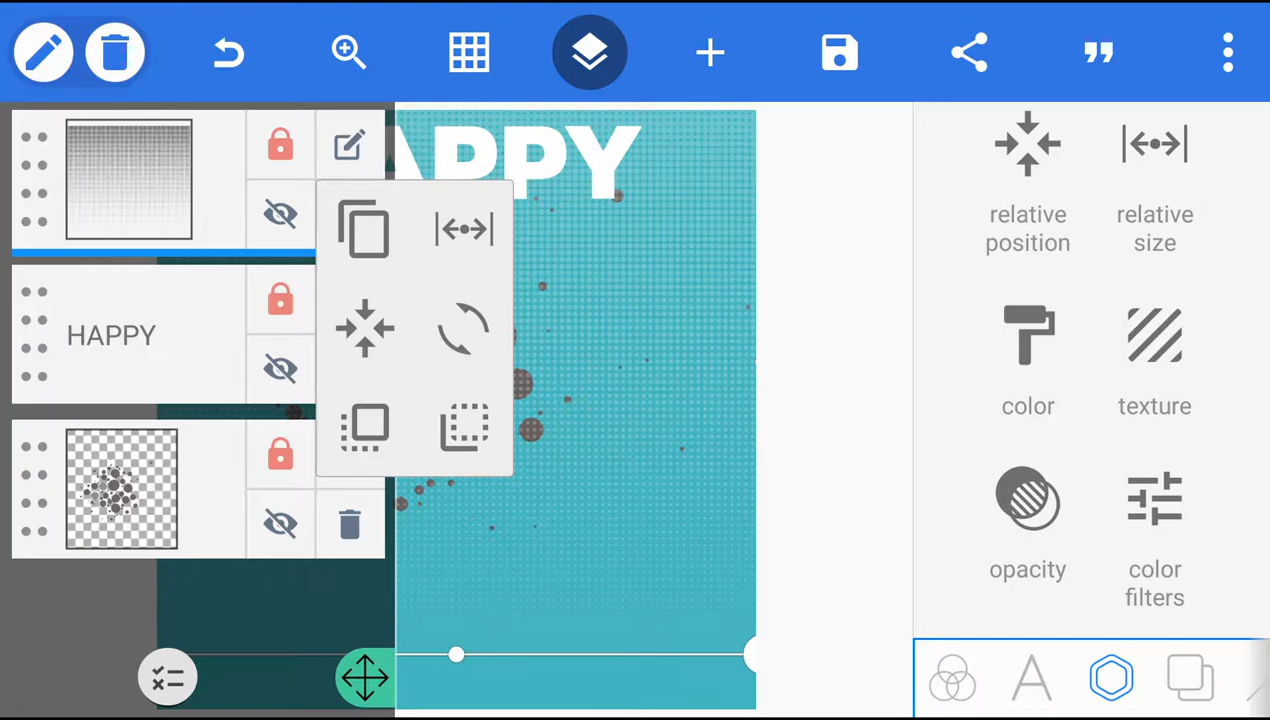 APPY
HAPPY
relative
position
relative
size
color
texture
opacity
color
filters